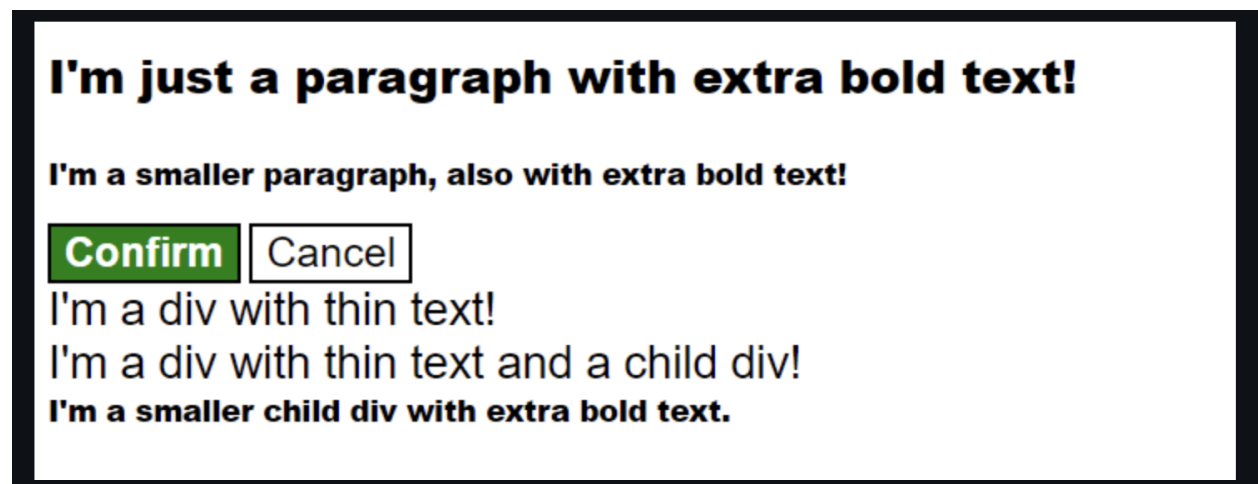 I'm just a paragraph with extra bold text!
I'm a smaller paragraph, also with extra bold text!
Confirm Cancel
I'm a div with thin text!
I'm a div with thin text and a child div!
I'm a smaller child div with extra bold text.